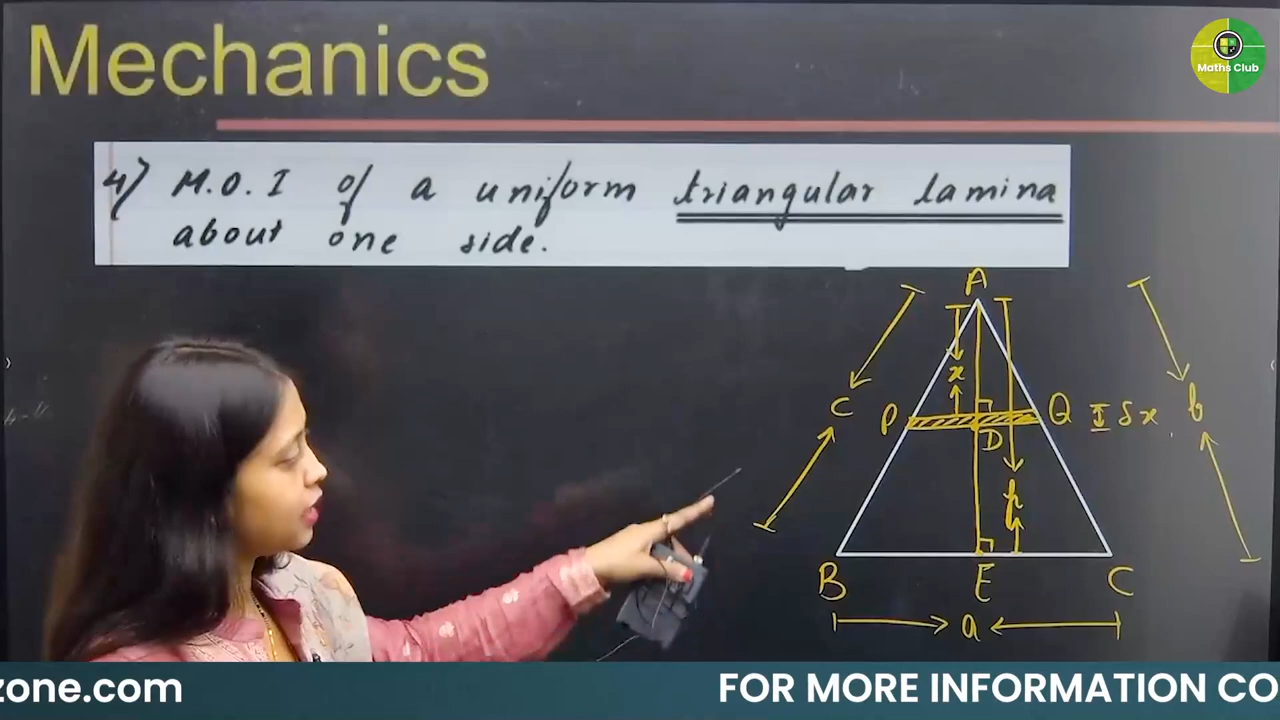 Mechanics
Maths Club
4) M.O.I of a uniform triangular lamina
about one side.
A
x
c
P
Q
I δx
b
D
h
B
E
C
a
zone.com
FOR MORE INFORMATION CO